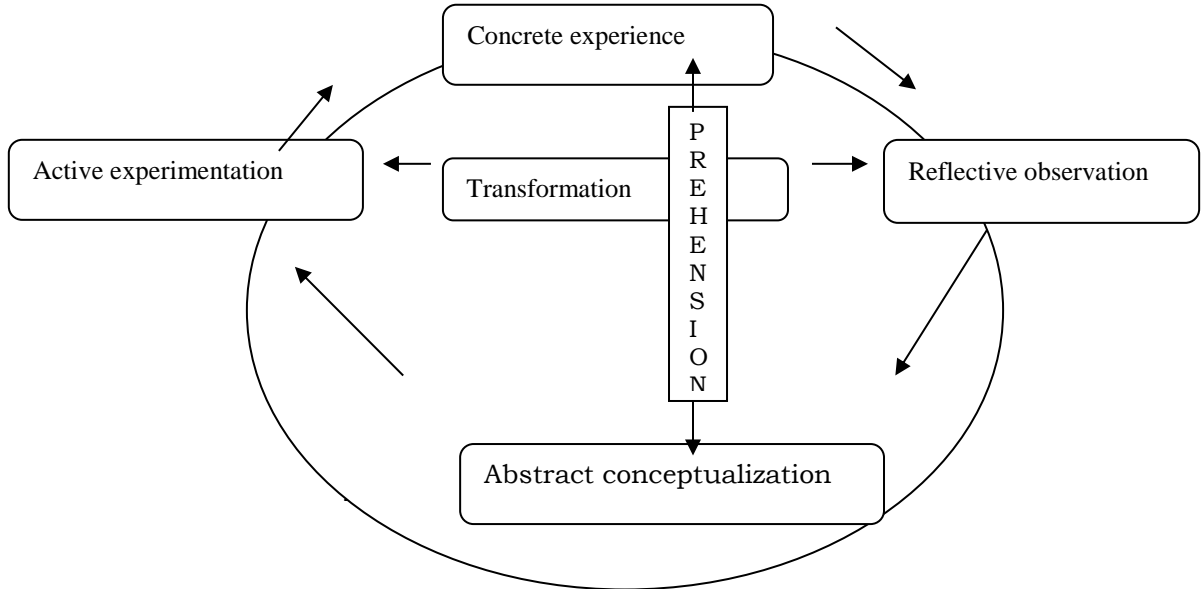 Concrete experience
Active experimentation
Transformation
P
R
E
H
E
N
S
I
O
N
Reflective observation
Abstract conceptualization